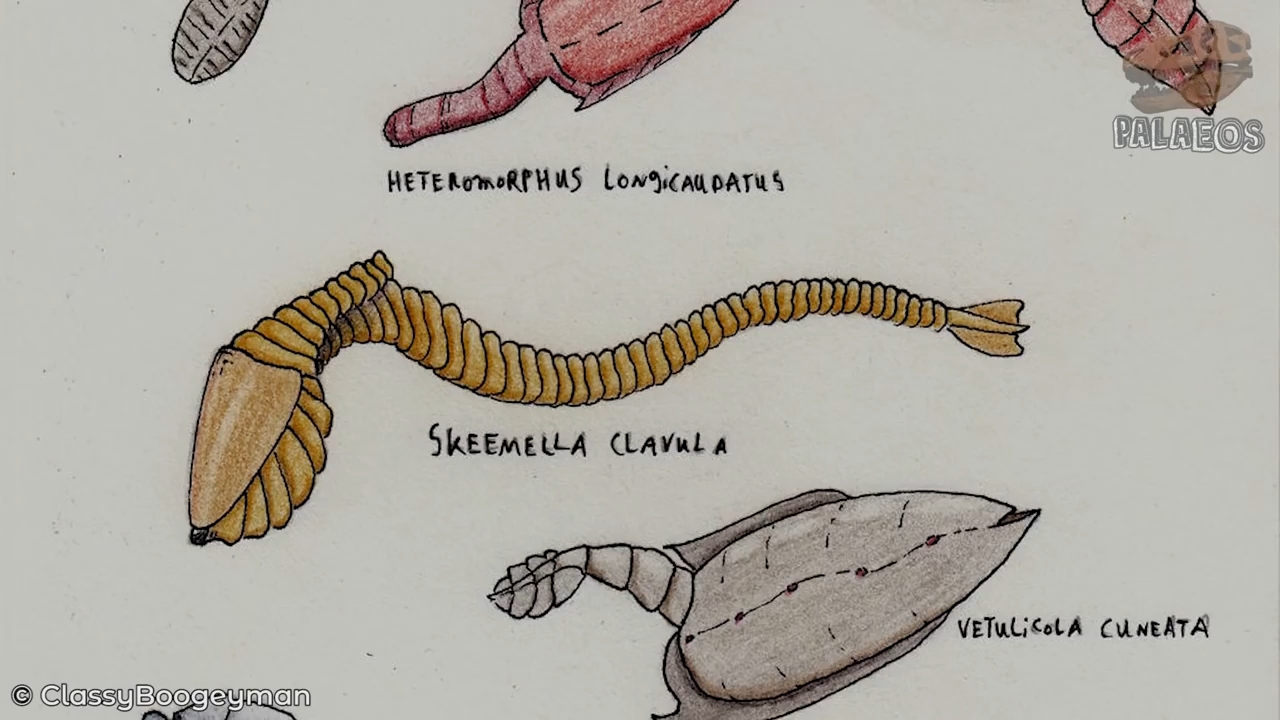 PALAEOS
HETEROMORPHUS LONGICAUDATUS
SKEEMELLA CLAVULA
VETULICOLA CUNEATA
© ClassyBoogeyman